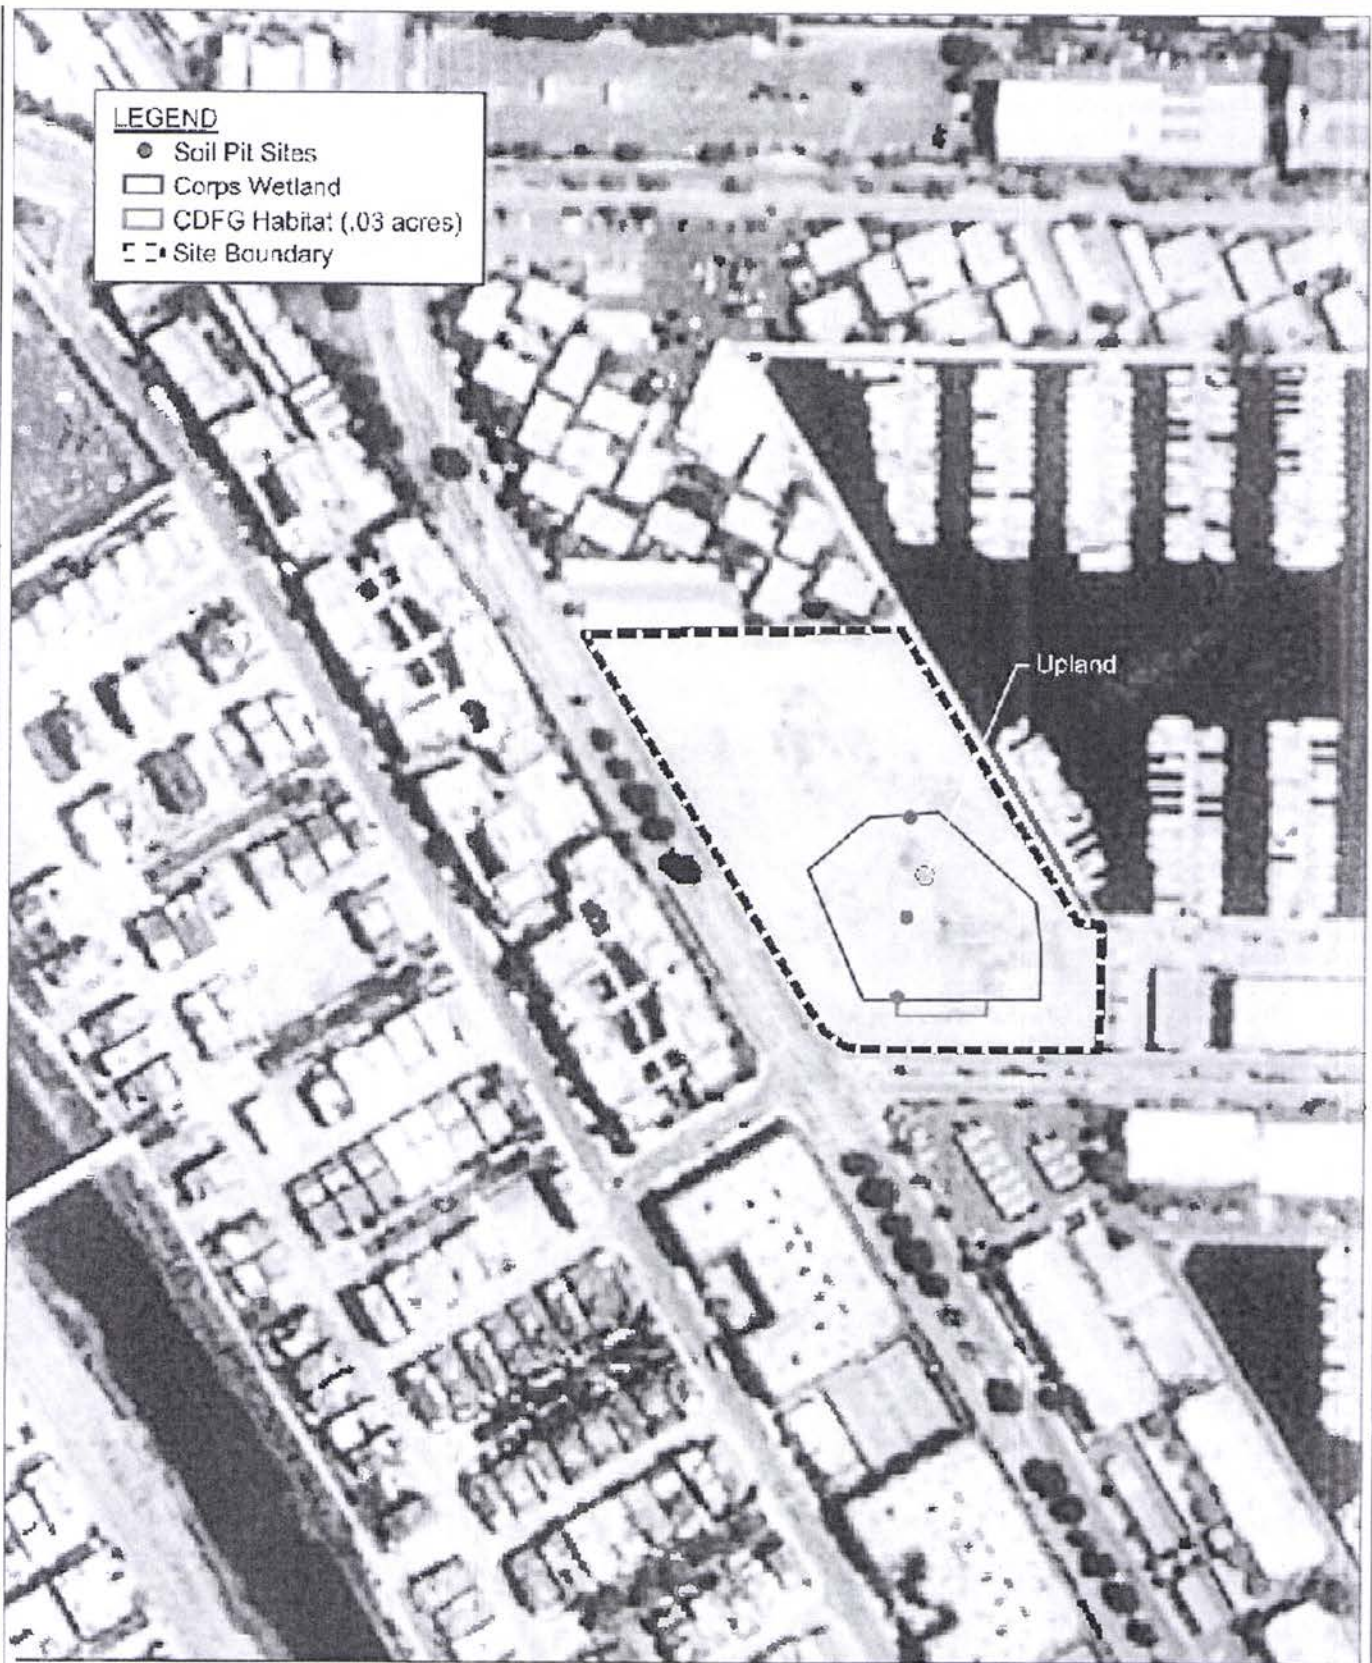 LEGEND
Soil Pit Sites
Corps Wetland
CDFG Habitat (.03 acres)
Site Boundary
Upland